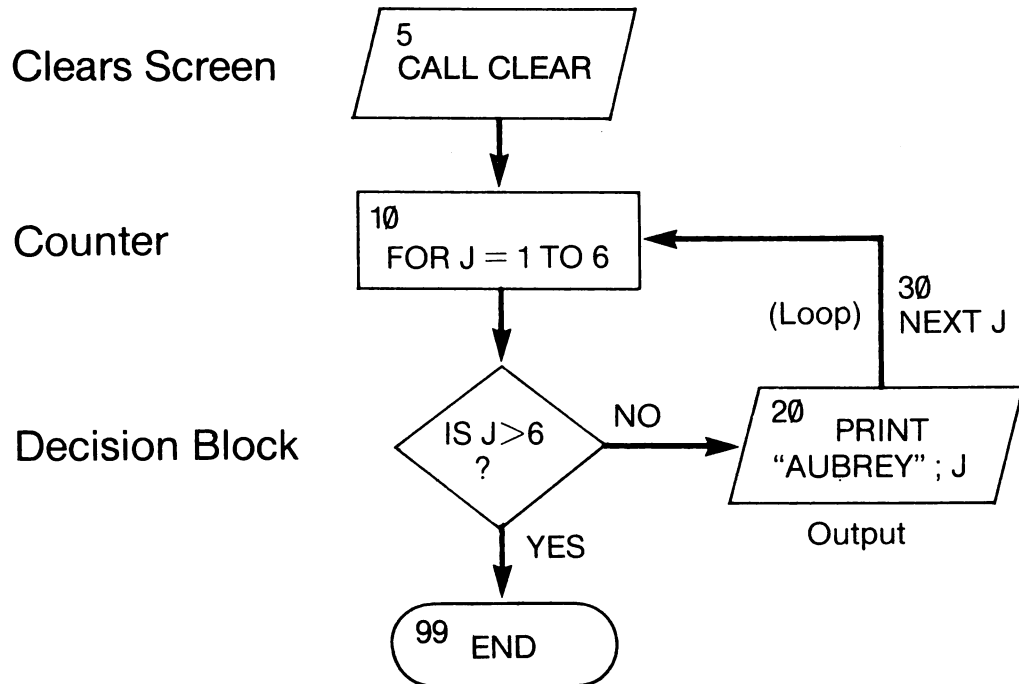 Clears Screen
5
CALL CLEAR
Counter
10
FOR J = 1 TO 6
(Loop)
30
NEXT J
Decision Block
IS J>6
?
NO
20
PRINT
“AUBREY” ; J
Output
YES
99 END